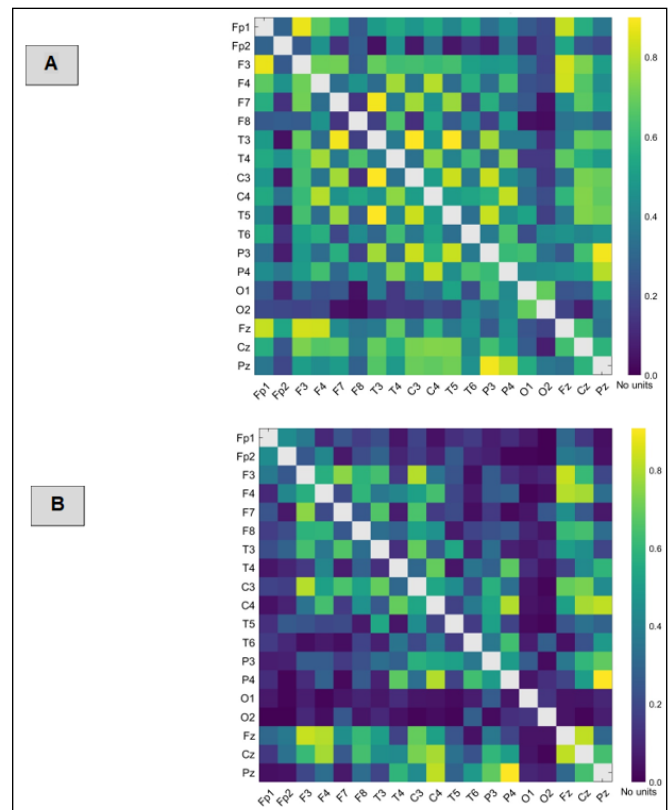 A
Fp1
Fp2
F3
F4
F7
F8
T3
T4
C3
C4
T5
T6
P3
P4
O1
O2
Fz
Cz
Pz
Fp1 Fp2 F3 F4 F7 F8 T3 T4 C3 C4 T5 T6 P3 P4 O1 O2 Fz Cz Pz
0.8
0.6
0.4
0.2
0.0
No units
B
Fp1
Fp2
F3
F4
F7
F8
T3
T4
C3
C4
T5
T6
P3
P4
O1
O2
Fz
Cz
Pz
Fp1 Fp2 F3 F4 F7 F8 T3 T4 C3 C4 T5 T6 P3 P4 O1 O2 Fz Cz Pz
0.8
0.6
0.4
0.2
0.0
No units